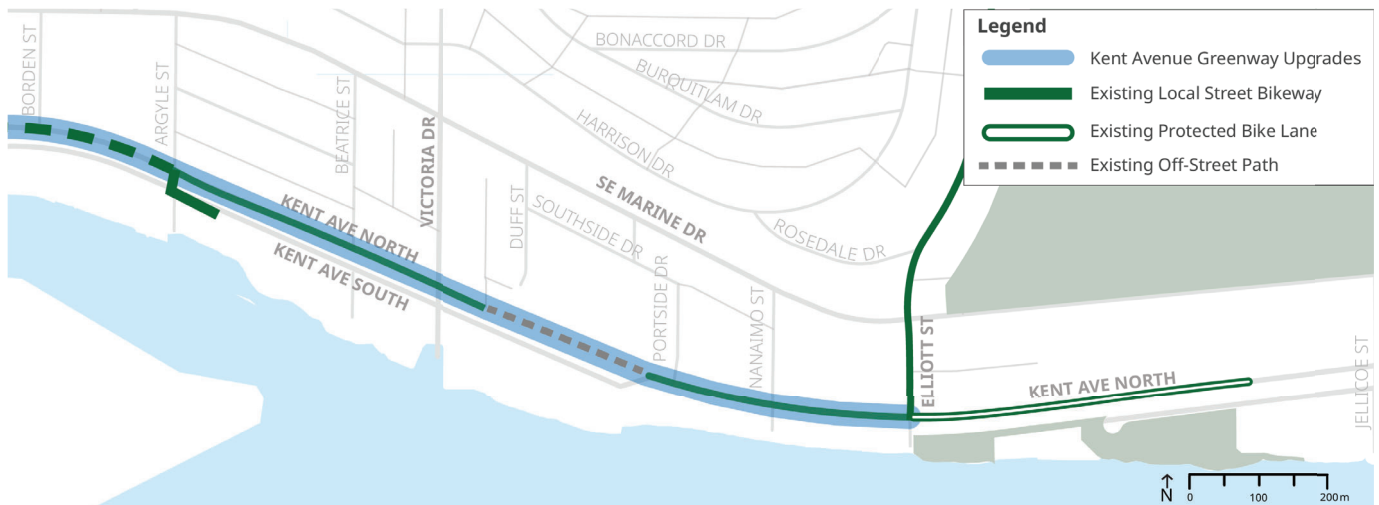 Legend
Kent Avenue Greenway Upgrades
Existing Local Street Bikeway
Existing Protected Bike Lane
Existing Off-Street Path
BORDEN ST
ARGYLE ST
BEATRICE ST
VICTORIA DR
DUFF ST
BONACCORD DR
BURQUITLAM DR
HARRISON DR
SE MARINE DR
SOUTHSIDE DR
ROSEDALE DR
KENT AVE NORTH
KENT AVE SOUTH
PORTSIDE DR
NANAIMO ST
ELLIOTT ST
KENT AVE NORTH
JELLICOE ST
N
0 100 200m